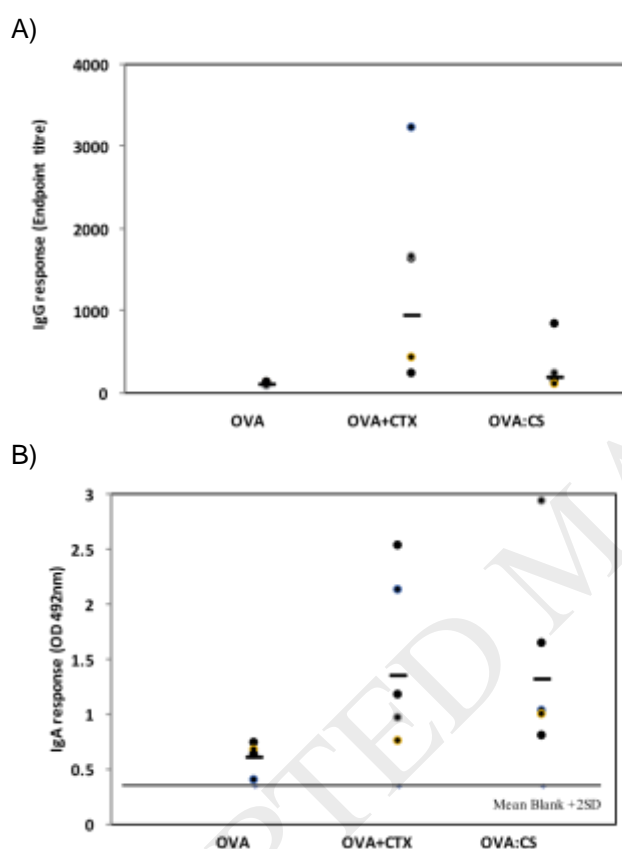 A)
4000
3000
2000
1000
0
IgG response (Endpoint titre)
OVA OVA+CTX OVA:CS
B)
3
2.5
2
1.5
1
0.5
0
IgA response (OD 492nm)
Mean Blank +2SD
OVA OVA+CTX OVA:CS
PTED M